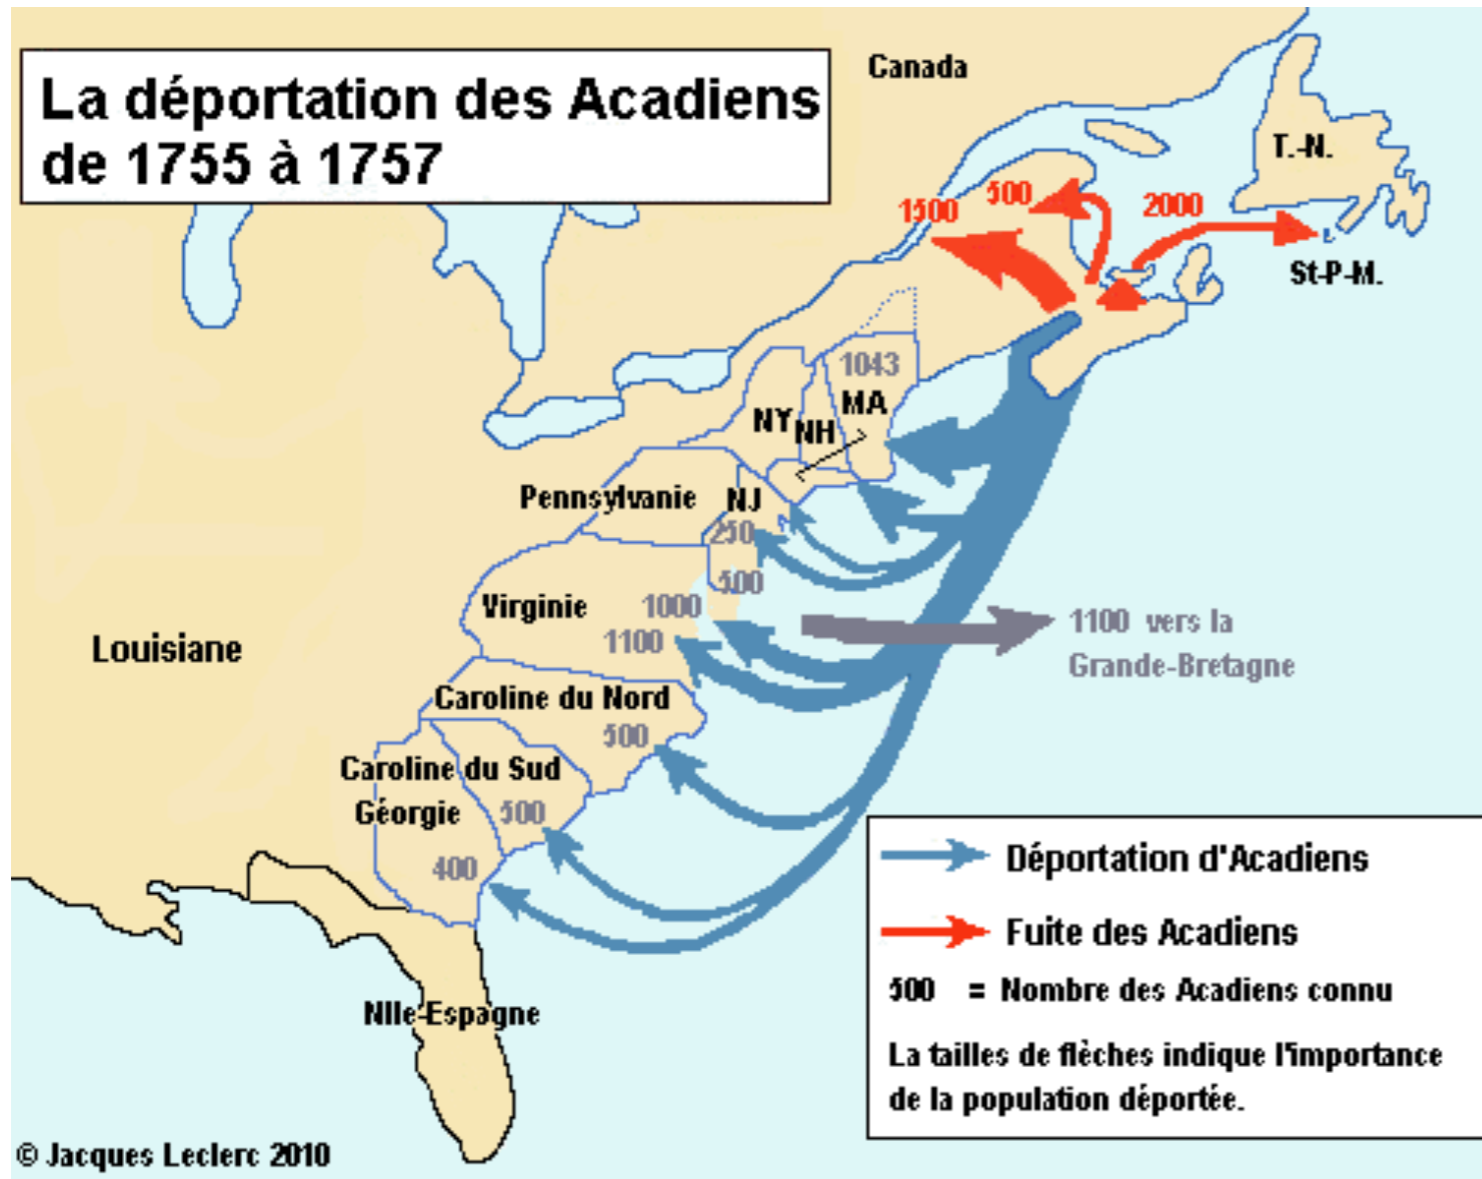 La déportation des Acadiens
de 1755 à 1757
Canada
T.-N.
1500
500
2000
St-P-M.
1043
MA
NY
NH
Pennsylvanie
NJ
250
500
Virginie
1000
1100
1100 vers la
Grande-Bretagne
Louisiane
Caroline du Nord
500
Caroline du Sud
Géorgie
500
400
Nlle-Espagne
Déportation d'Acadiens
Fuite des Acadiens
500 = Nombre des Acadiens connu
La tailles de flèches indique l'importance
de la population déportée.
© Jacques Leclerc 2010